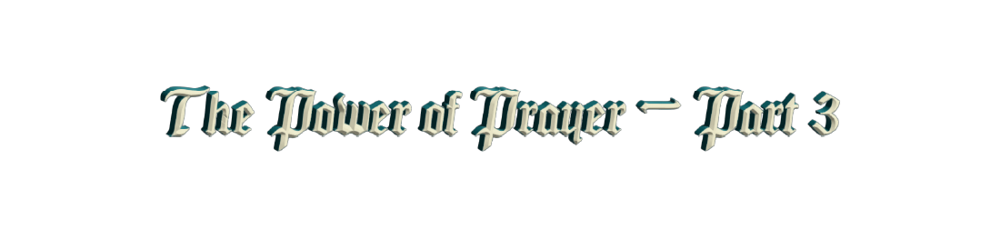 The Power of Prayer – Part 3